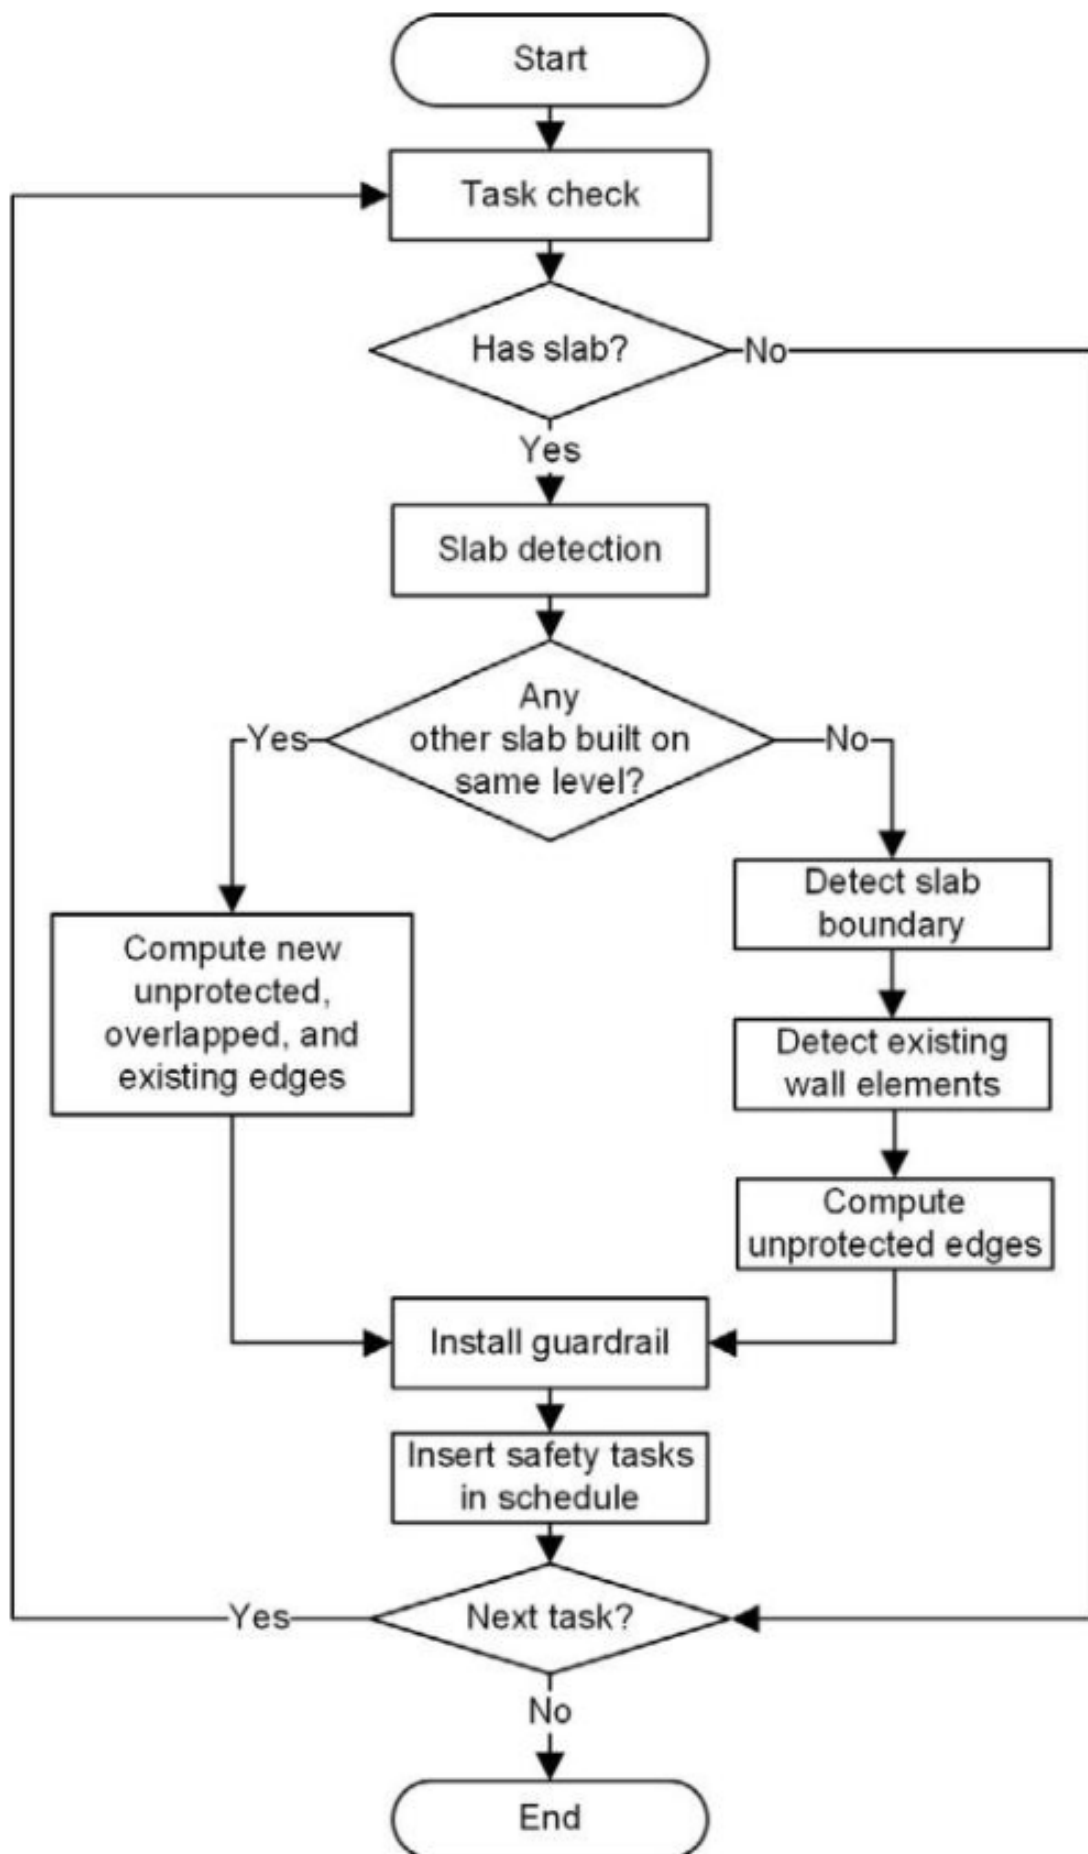 Start
Task check
Has slab?
No
Yes
Slab detection
Any
other slab built on
same level?
Yes
No
Compute new
unprotected,
overlapped, and
existing edges
Detect slab
boundary
Detect existing
wall elements
Compute
unprotected edges
Install guardrail
Insert safety tasks
in schedule
Next task?
Yes
No
End